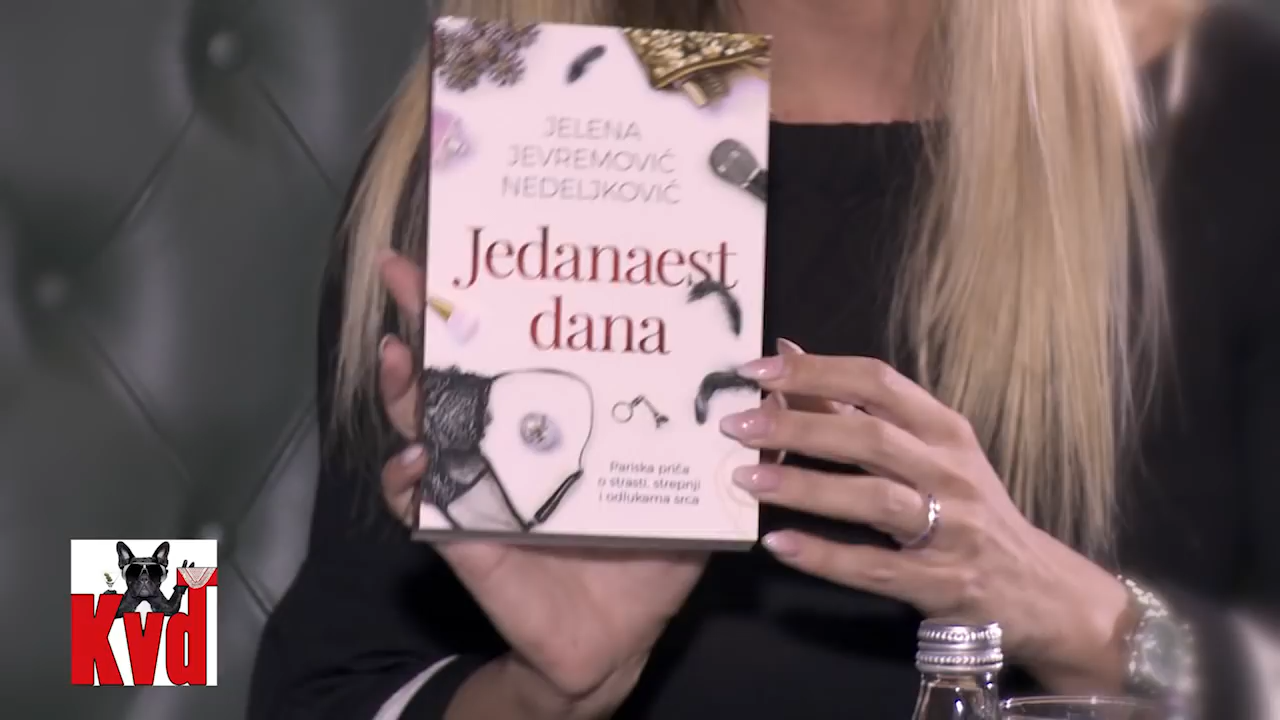 JELENA
JEVREMOVIĆ
NEDELJKOVIĆ
Jedanaest
dana
Pariska priča
o strasti, strepnji
i odlukama srca
Kvd